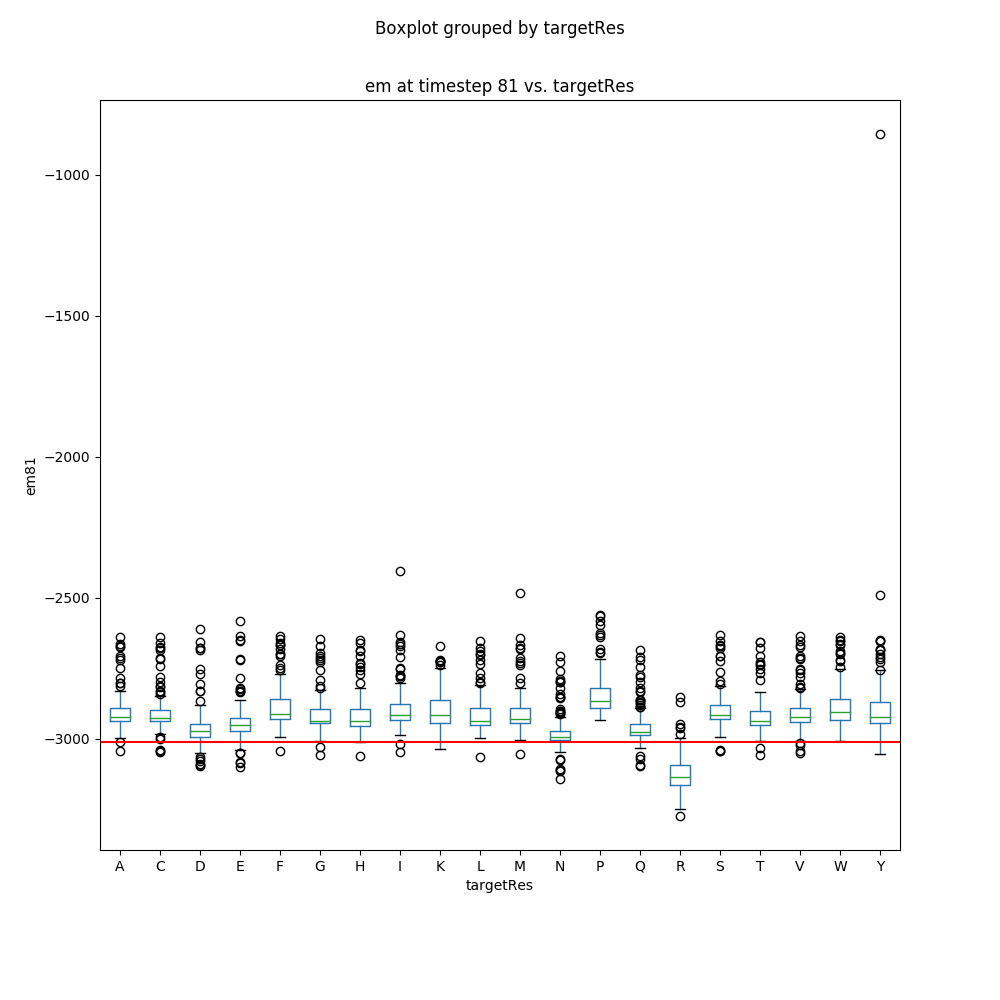 Boxplot grouped by targetRes
em at timestep 81 vs. targetRes
−1000
−1500
−2000
−2500
−3000
em81
A C D E F G H I K L M N P Q R S T V W Y
targetRes